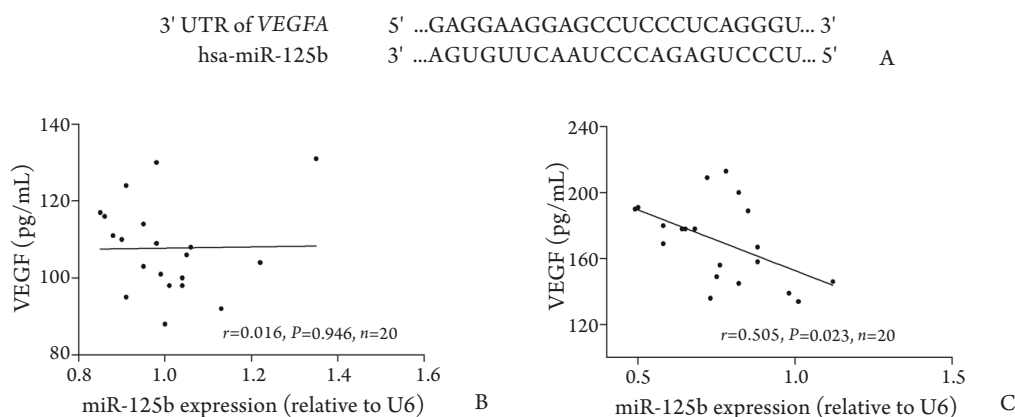 3' UTR of VEGFA 5' ...GAGGAAGGAGCCUCCCUCAGGGU... 3'
hsa-miR-125b 3' ...AGUGUUCAAUCCCAGAGUCCCU... 5'
A
140
120
100
80
VEGF (pg/mL)
r=0.016, P=0.946, n=20
0.8 1.0 1.2 1.4 1.6
miR-125b expression (relative to U6)
B
240
200
160
120
VEGF (pg/mL)
r=0.505, P=0.023, n=20
0.5 1.0 1.5
miR-125b expression (relative to U6)
C